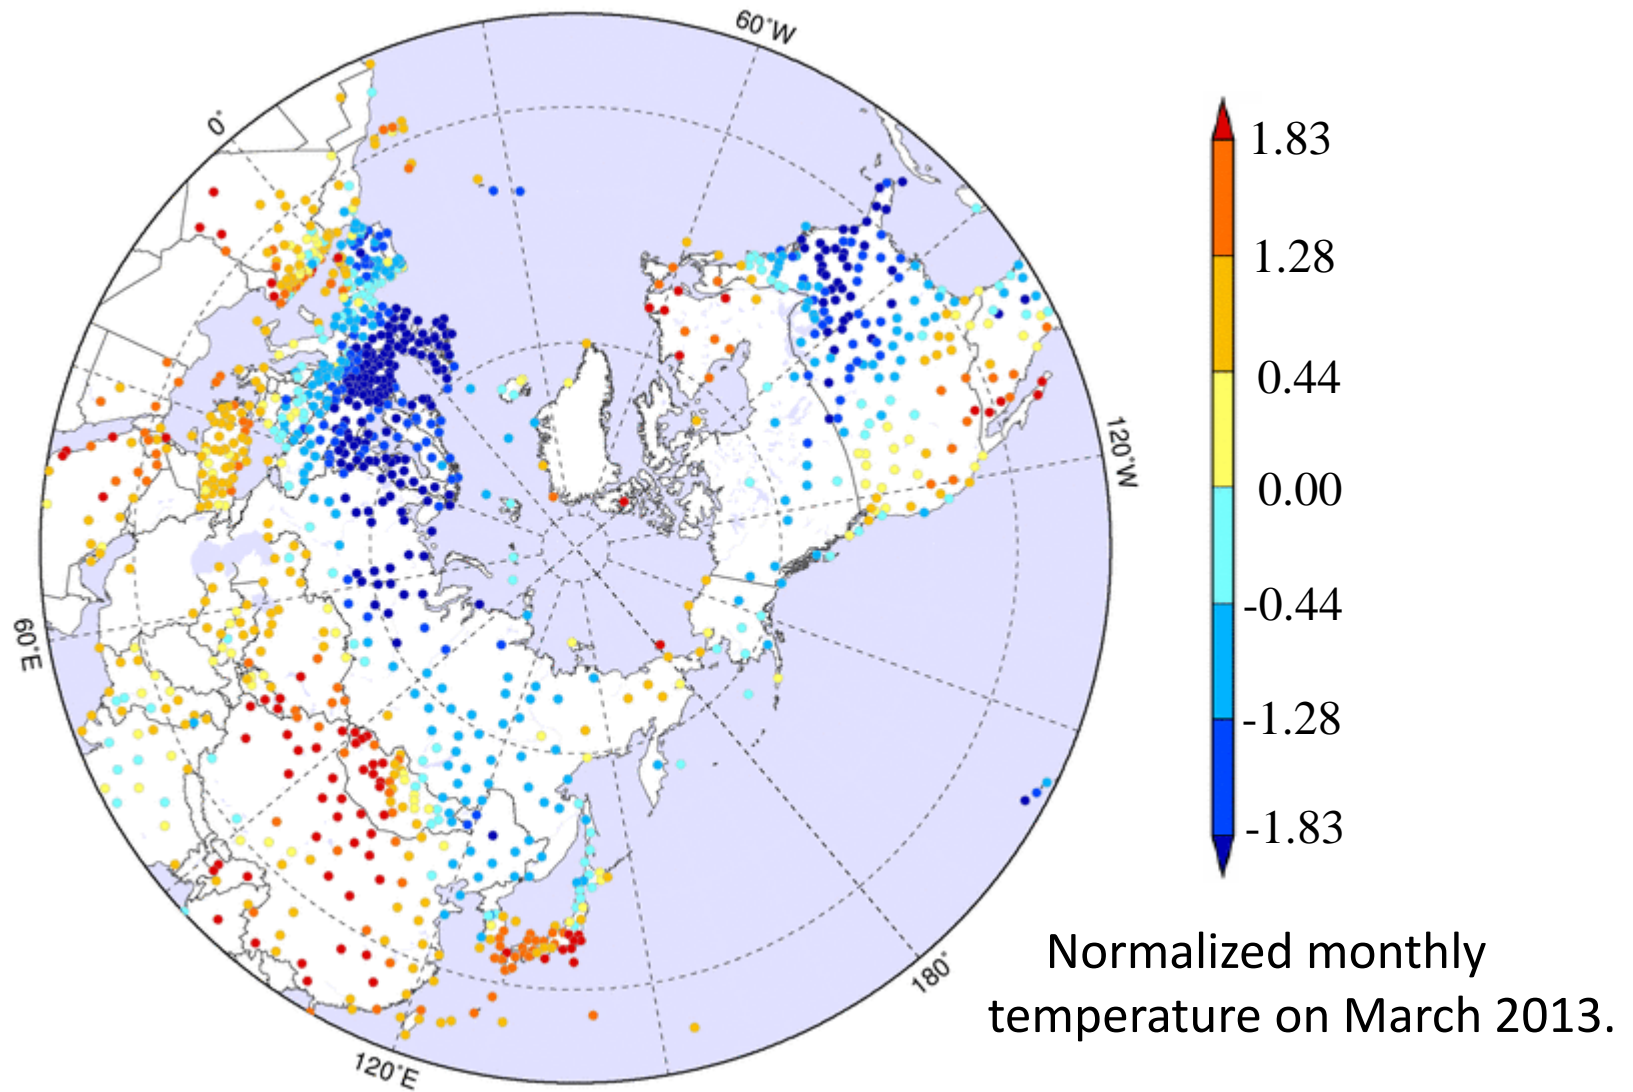 60°W
0°
1.83
1.28
0.44
0.00
-0.44
-1.28
-1.83
120°W
60°E
180°
120°E
Normalized monthly
temperature on March 2013.